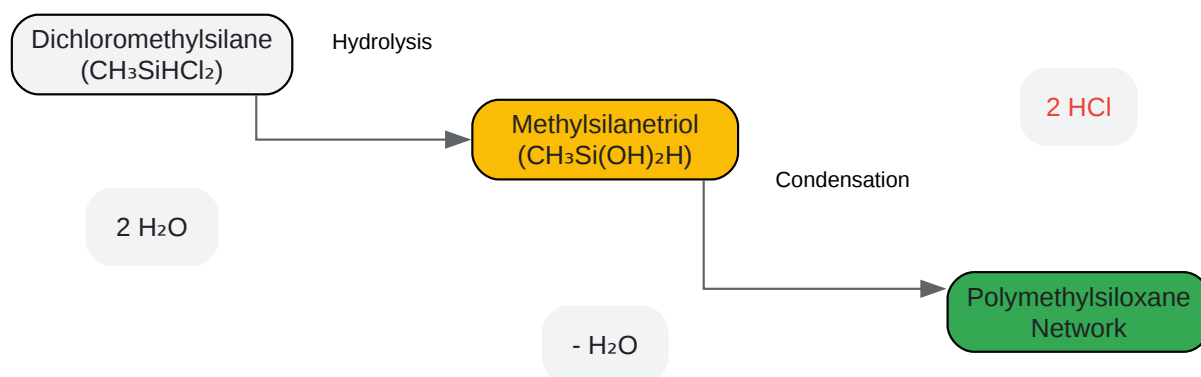 Dichloromethylsilane
(CH₃SiHCl₂)
Hydrolysis
2 HCl
Methylsilanetriol
(CH₃Si(OH)₂H)
Condensation
2 H₂O
Polymethylsiloxane
Network
- H₂O